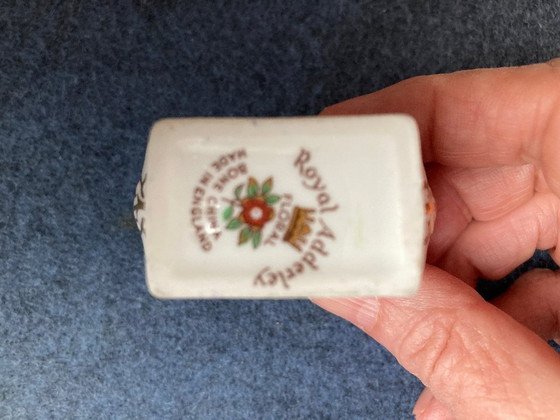 Royal Adderley
FLORAL
BONE CHINA
MADE IN ENGLAND